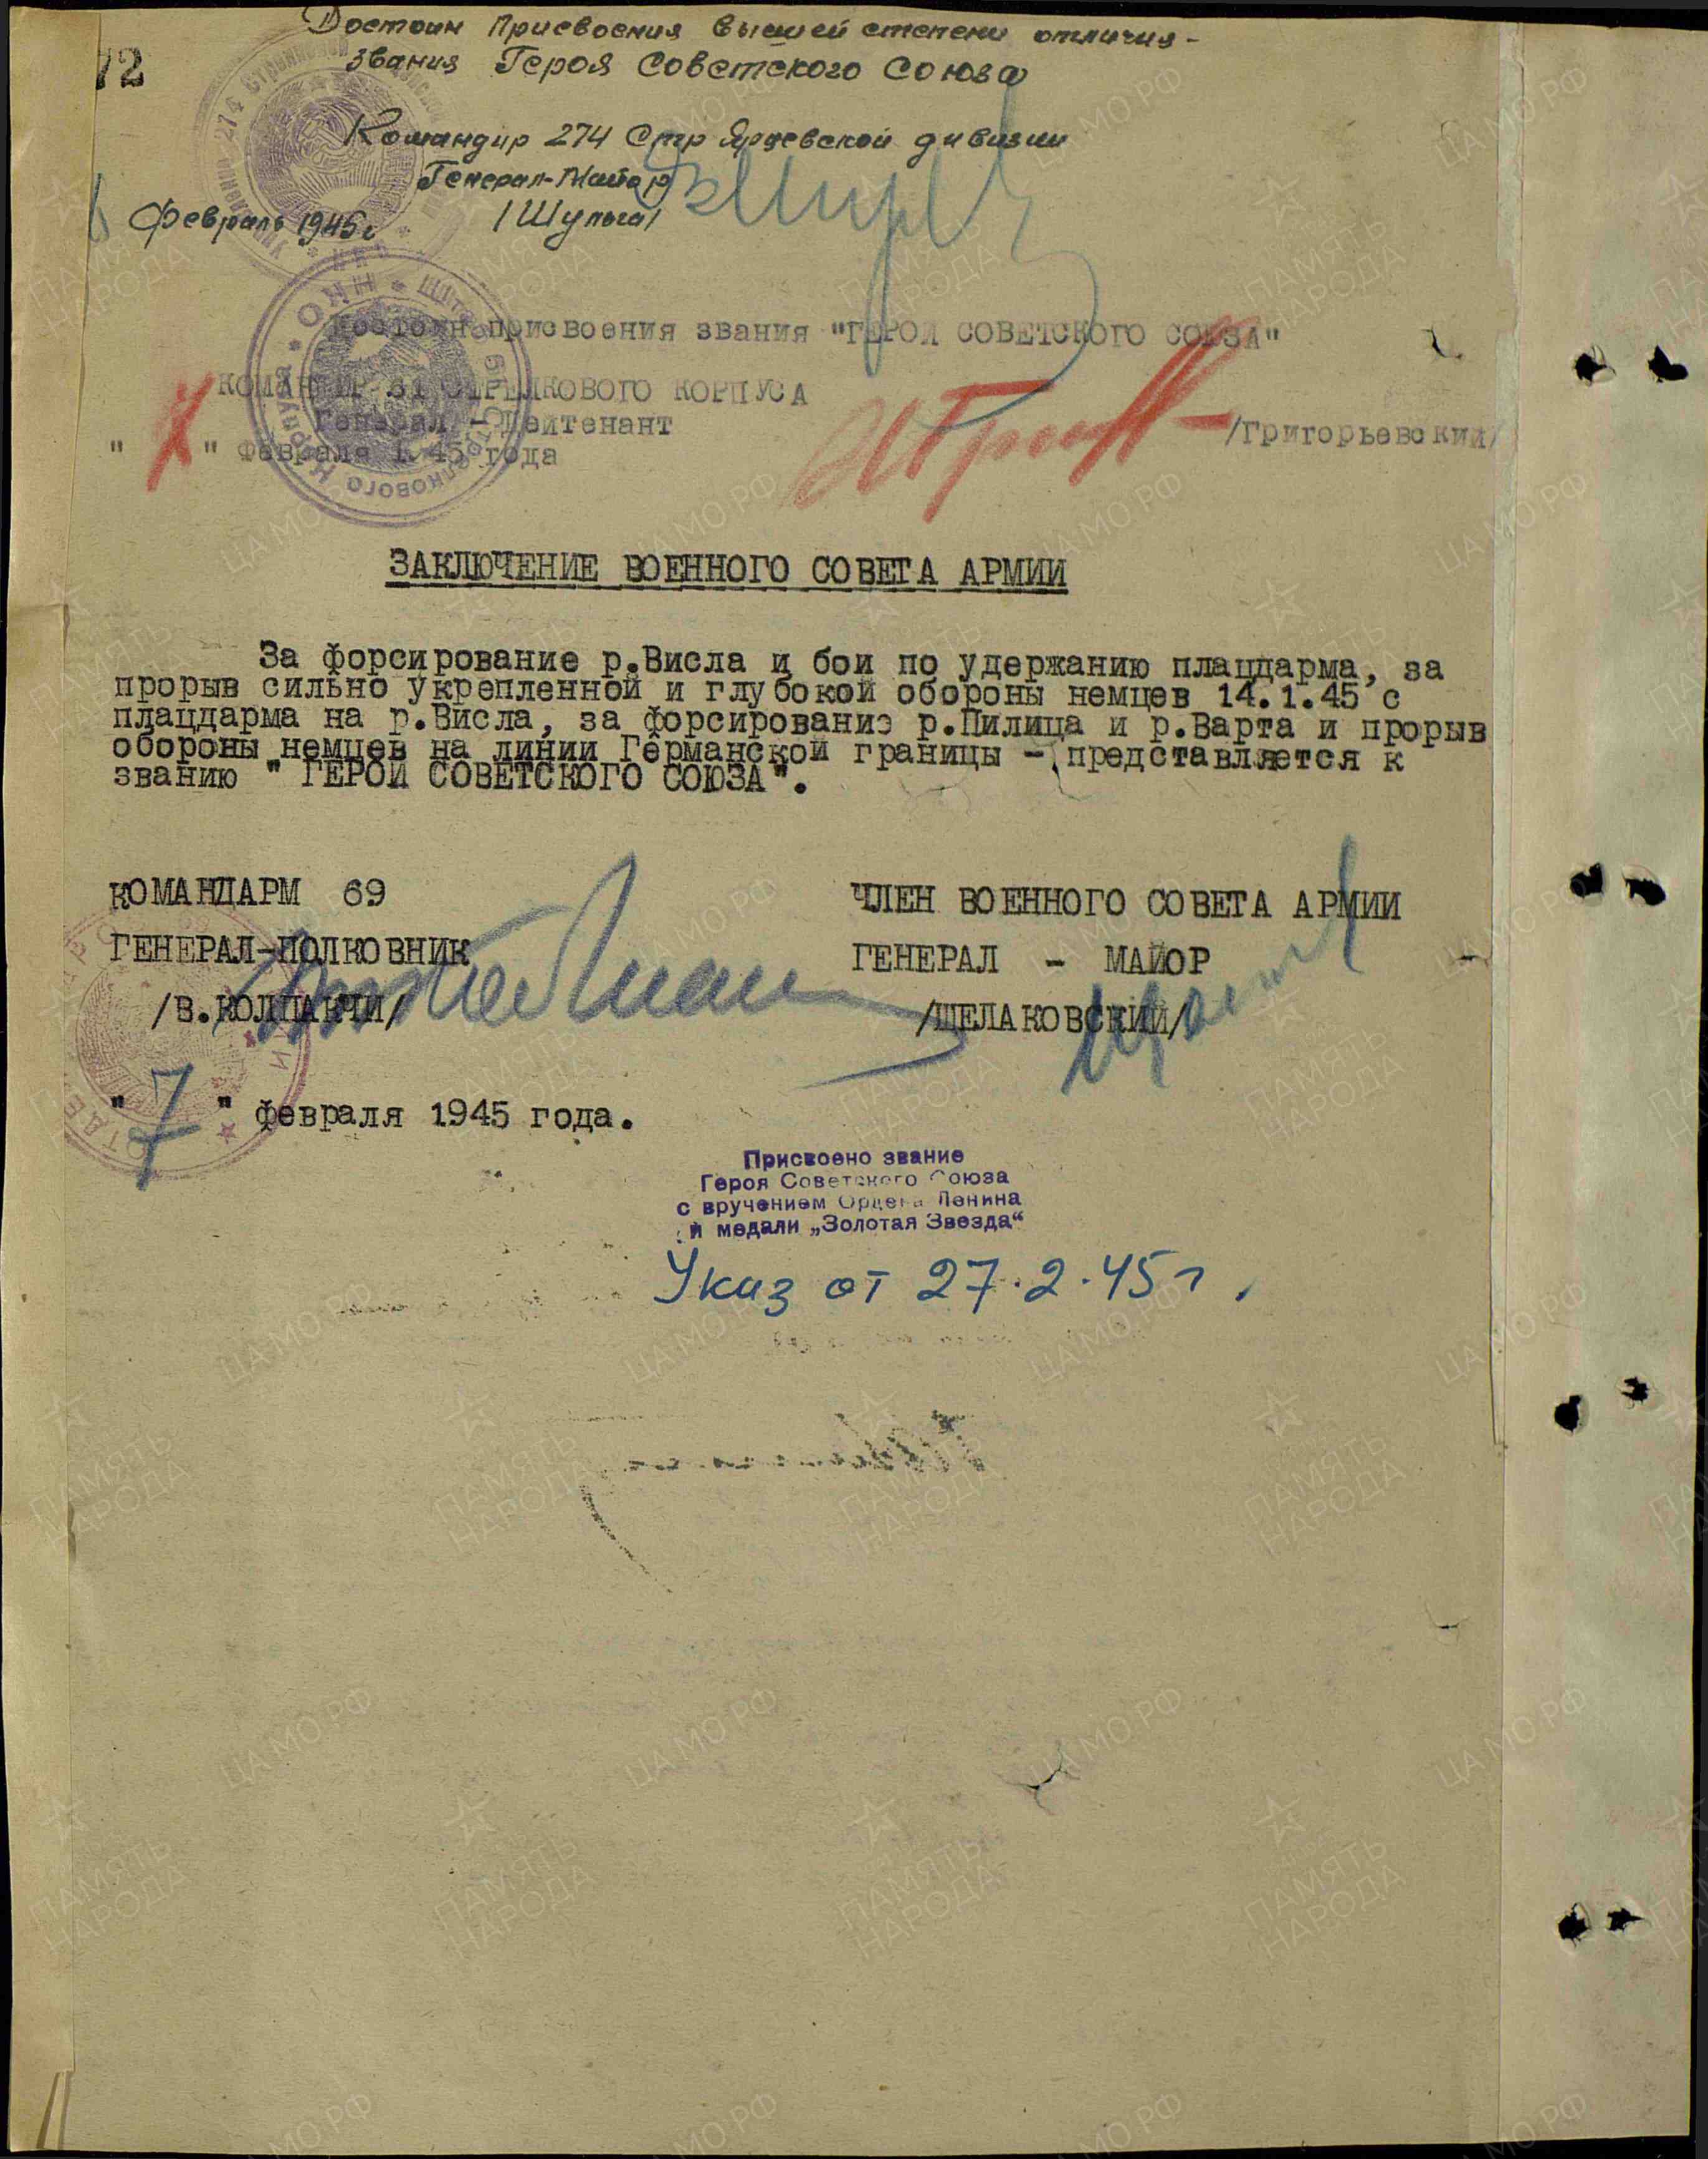 Достоин присвоения высшей степени отличия -
звания Героя Советского Союза
72
Командир 274 Стр Ярцевской дивизии
Генерал-Майор
февраль 1945г /Шульга/
достоин присвоения звания "ГЕРОЙ СОВЕТСКОГО СОЮЗА"
КОМАНДИР 61 СТРЕЛКОВОГО КОРПУСА
Генерал - Лейтенант
/Григорьевский/
" " Февраля 1945 года
ЗАКЛЮЧЕНИЕ ВОЕННОГО СОВЕТА АРМИИ
За форсирование р.Висла и бои по удержанию плацдарма, за
прорыв сильно укрепленной и глубокой обороны немцев 14.1.45 с
плацдарма на р.Висла, за форсирование р.Пилица и р.Варта и прорыв
обороны немцев на линии Германской границы - представляется к
званию " ГЕРОЙ СОВЕТСКОГО СОЮЗА".
КОМАНДАРМ 69
ГЕНЕРАЛ-ПОЛКОВНИК
/В.КОЛПАКЧИ/
ЧЛЕН ВОЕННОГО СОВЕТА АРМИИ
ГЕНЕРАЛ - МАЙОР
/ЩЕЛАКОВСКИЙ/
" 7 " февраля 1945 года.
Присвоено звание
Героя Советского Союза
с вручением Ордена Ленина
и медали „Золотая Звезда“
Указ от 27.2.45 г.